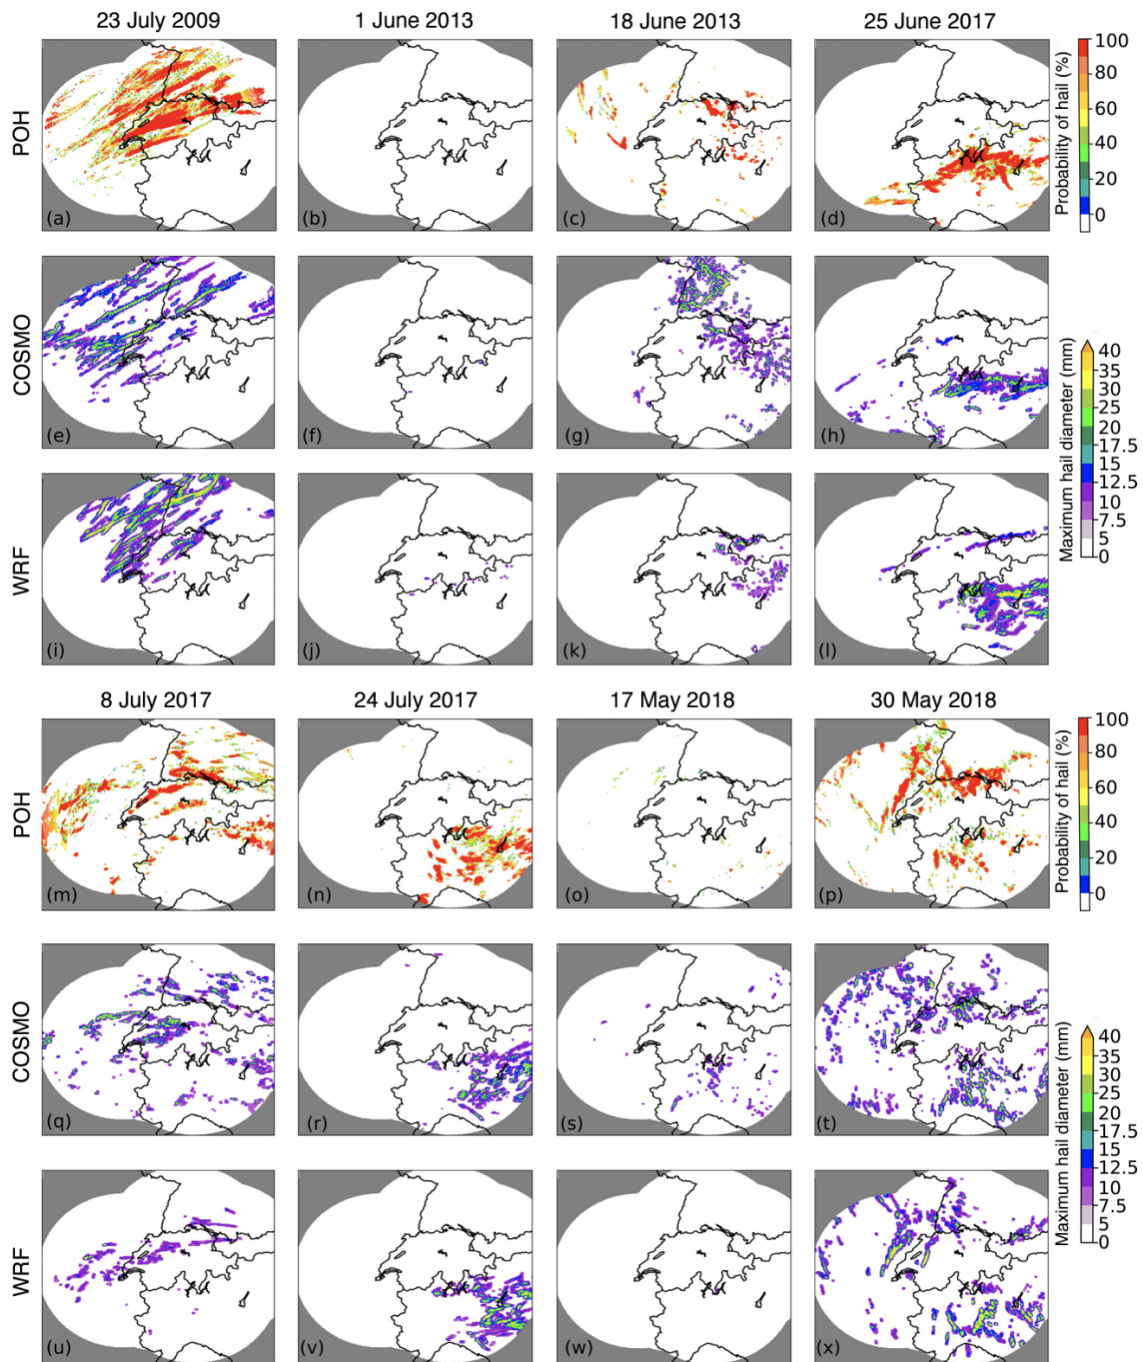 23 July 2009 1 June 2013 18 June 2013 25 June 2017
POH
(a) (b) (c) (d)
Probability of hail (%)
100
80
60
40
20
0
COSMO
(e) (f) (g) (h)
WRF
(i) (j) (k) (l)
Maximum hail diameter (mm)
40
35
30
25
20
17.5
15
12.5
10
7.5
5
0
8 July 2017 24 July 2017 17 May 2018 30 May 2018
POH
(m) (n) (o) (p)
Probability of hail (%)
100
80
60
40
20
0
COSMO
(q) (r) (s) (t)
WRF
(u) (v) (w) (x)
Maximum hail diameter (mm)
40
35
30
25
20
17.5
15
12.5
10
7.5
5
0